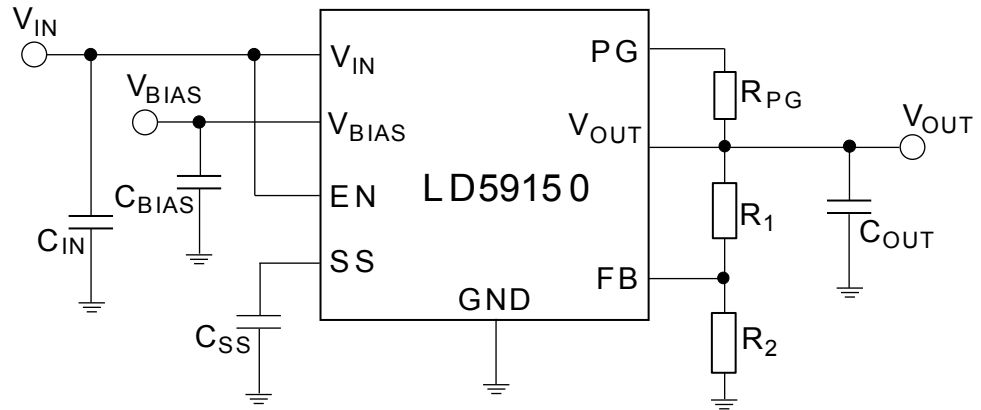 VIN
VIN
PG
RPG
VBIAS
VBIAS
VOUT
VOUT
CBIAS
EN
LD59150
R1
CIN
COUT
SS
FB
GND
CSS
R2